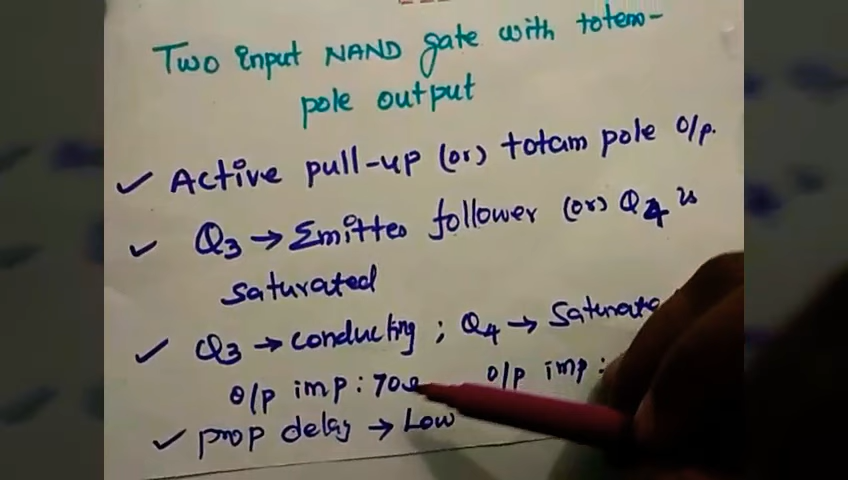 Two input NAND gate with totem-
pole output
✓ Active pull-up (or) totam pole o/p.
✓ Q3 → Emitter follower (or) Q4 is
saturated
✓ Q3 → conducting ; Q4 → Saturate
o/p imp : 70Ω o/p imp :
✓ prop delay → Low